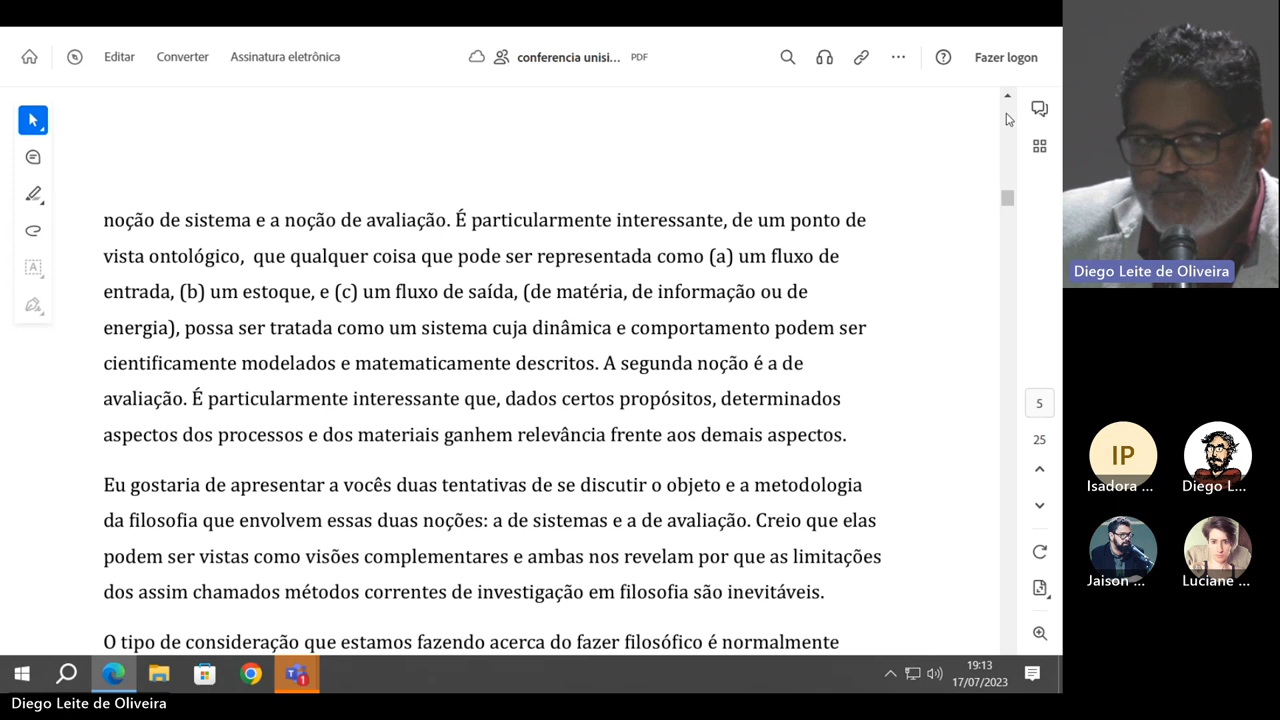 Editar Converter Assinatura eletrônica conferencia unisi... PDF Fazer logon
noção de sistema e a noção de avaliação. É particularmente interessante, de um ponto de
vista ontológico, que qualquer coisa que pode ser representada como (a) um fluxo de
entrada, (b) um estoque, e (c) um fluxo de saída, (de matéria, de informação ou de
energia), possa ser tratada como um sistema cuja dinâmica e comportamento podem ser
cientificamente modelados e matematicamente descritos. A segunda noção é a de
avaliação. É particularmente interessante que, dados certos propósitos, determinados
aspectos dos processos e dos materiais ganhem relevância frente aos demais aspectos.
Eu gostaria de apresentar a vocês duas tentativas de se discutir o objeto e a metodologia
da filosofia que envolvem essas duas noções: a de sistemas e a de avaliação. Creio que elas
podem ser vistas como visões complementares e ambas nos revelam por que as limitações
dos assim chamados métodos correntes de investigação em filosofia são inevitáveis.
O tipo de consideração que estamos fazendo acerca do fazer filosófico é normalmente
5
25
Diego Leite de Oliveira
IP
Isadora ... Diego L...
Jaison ... Luciane ...
1
19:13
17/07/2023
Diego Leite de Oliveira